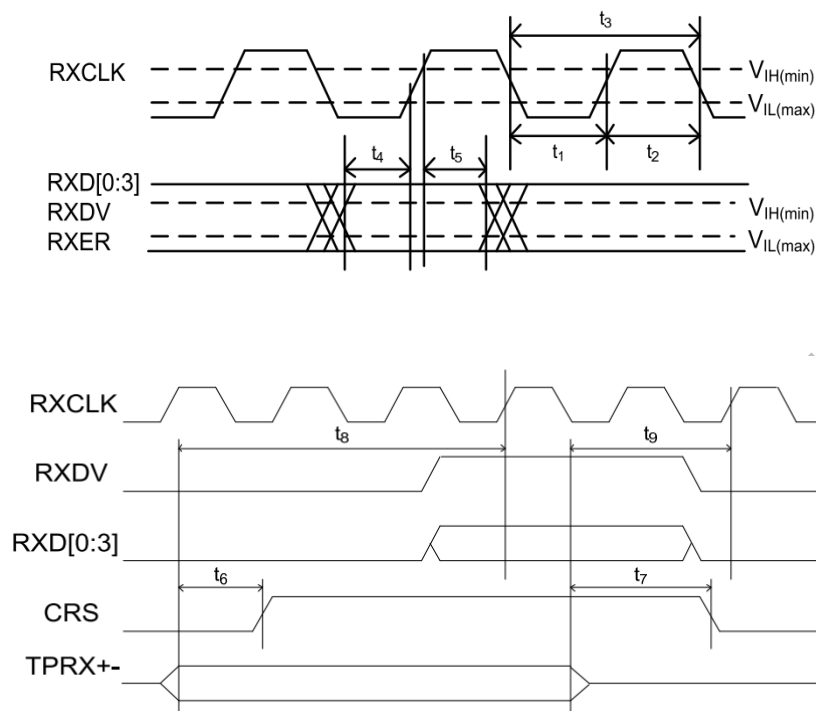 t3
RXCLK
VIH(min)
VIL(max)
t4
t5
t1
t2
RXD[0:3]
RXDV
VIH(min)
RXER
VIL(max)
RXCLK
t8
t9
RXDV
RXD[0:3]
t6
t7
CRS
TPRX+-